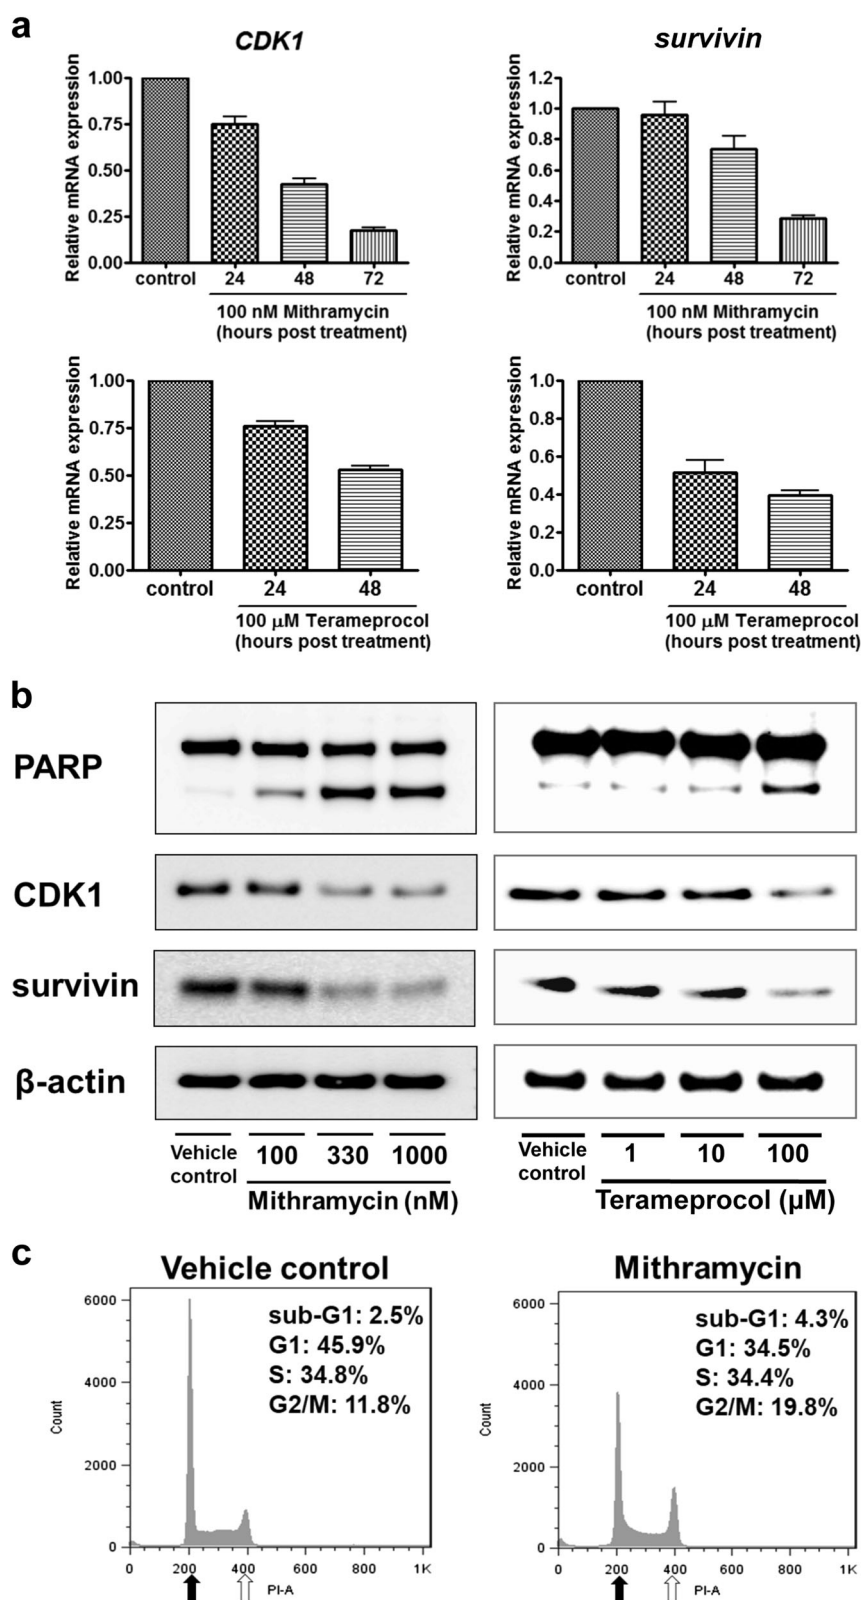 a
CDK1
survivin
Relative mRNA expression
1.00
0.75
0.50
0.25
0.00
control 24 48 72
100 nM Mithramycin
(hours post treatment)
Relative mRNA expression
1.2
1.0
0.8
0.6
0.4
0.2
0.0
control 24 48 72
100 nM Mithramycin
(hours post treatment)
Relative mRNA expression
1.00
0.75
0.50
0.25
0.00
control 24 48
100 µM Terameprocol
(hours post treatment)
Relative mRNA expression
1.0
0.8
0.6
0.4
0.2
0.0
control 24 48
100 µM Terameprocol
(hours post treatment)
b
PARP
CDK1
survivin
β-actin
Vehicle
control
100 330 1000
Mithramycin (nM)
Vehicle
control
1 10 100
Terameprocol (µM)
c
Vehicle control
sub-G1: 2.5%
G1: 45.9%
S: 34.8%
G2/M: 11.8%
Count
6000
4000
2000
0
0 200 400 600 800 1K
PI-A
Mithramycin
sub-G1: 4.3%
G1: 34.5%
S: 34.4%
G2/M: 19.8%
Count
6000
4000
2000
0
0 200 400 600 800 1K
PI-A